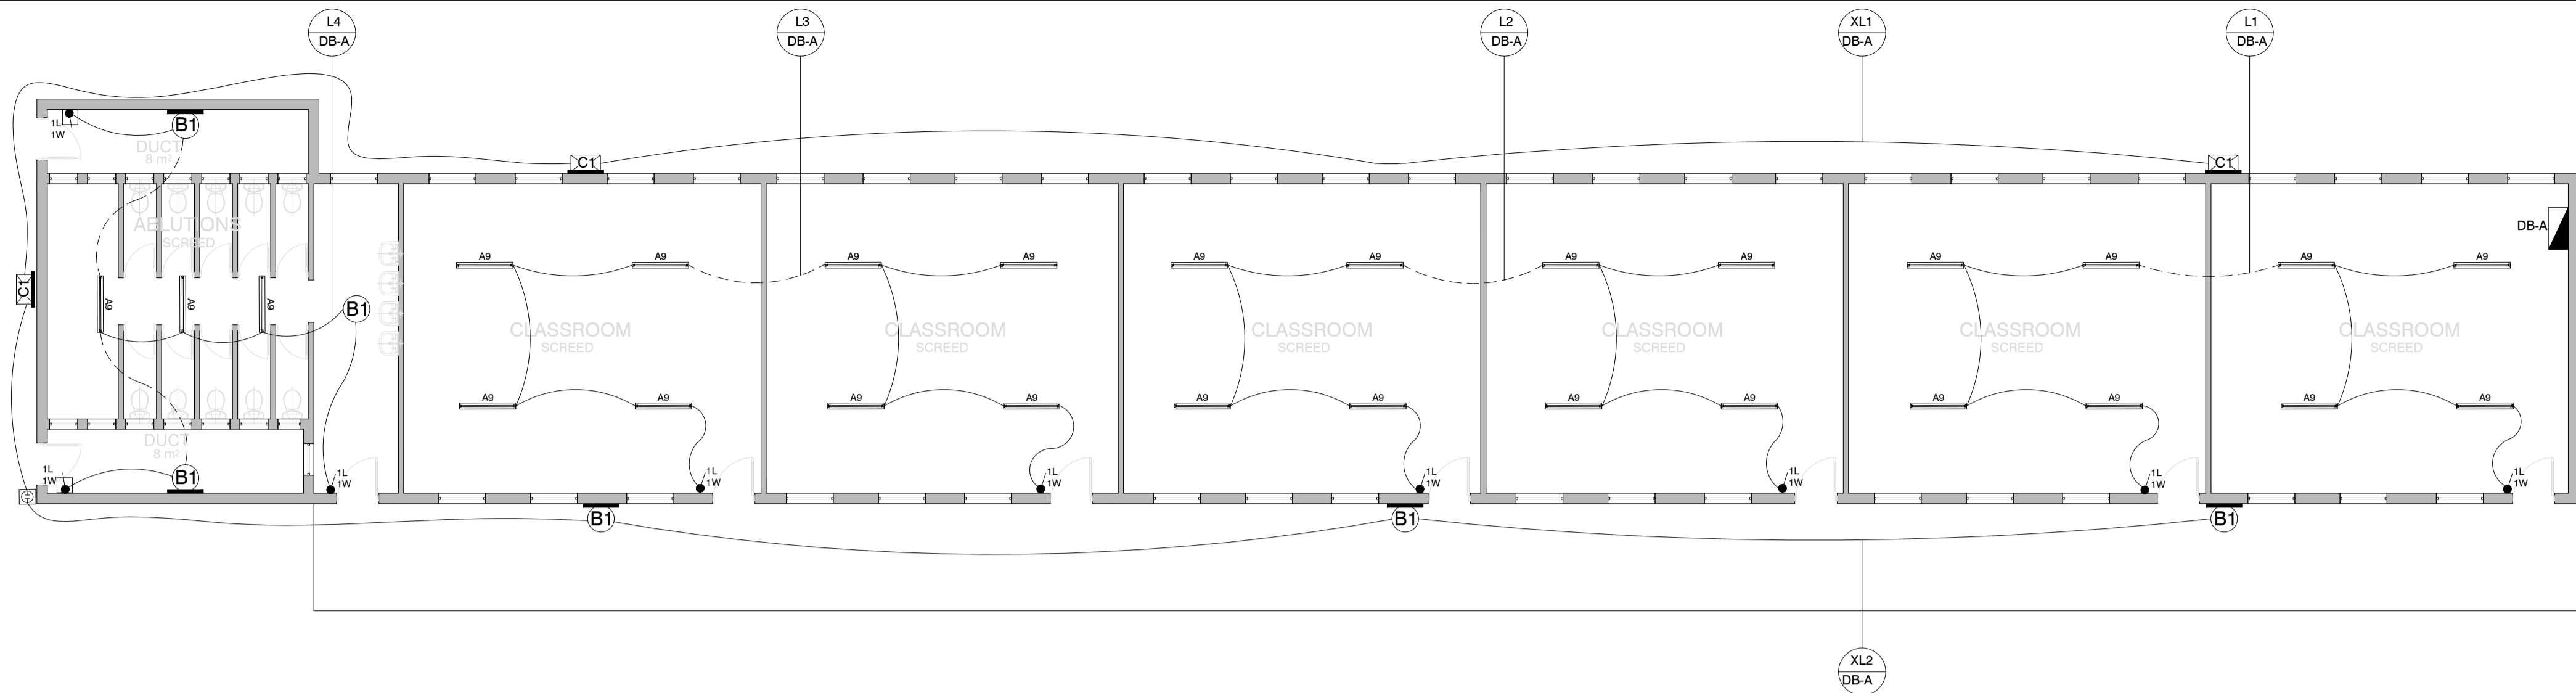 L4
DB-A
L3
DB-A
L2
DB-A
XL1
DB-A
L1
DB-A
1L
1W
B1
DUCT
8 m²
C1
C1
ABLUTIONS
SCREED
DB-A
A9
A9
A9
A9
A9
A9
A9
A9
A9
A9
A9
A9
C1
A9
A9
A9
B1
CLASSROOM
SCREED
CLASSROOM
SCREED
CLASSROOM
SCREED
CLASSROOM
SCREED
CLASSROOM
SCREED
CLASSROOM
SCREED
A9
A9
A9
A9
A9
A9
A9
A9
A9
A9
A9
A9
DUCT
8 m²
1L
1W
B1
1L
1W
1L
1W
1L
1W
1L
1W
1L
1W
1L
1W
1L
1W
B1
B1
B1
XL2
DB-A